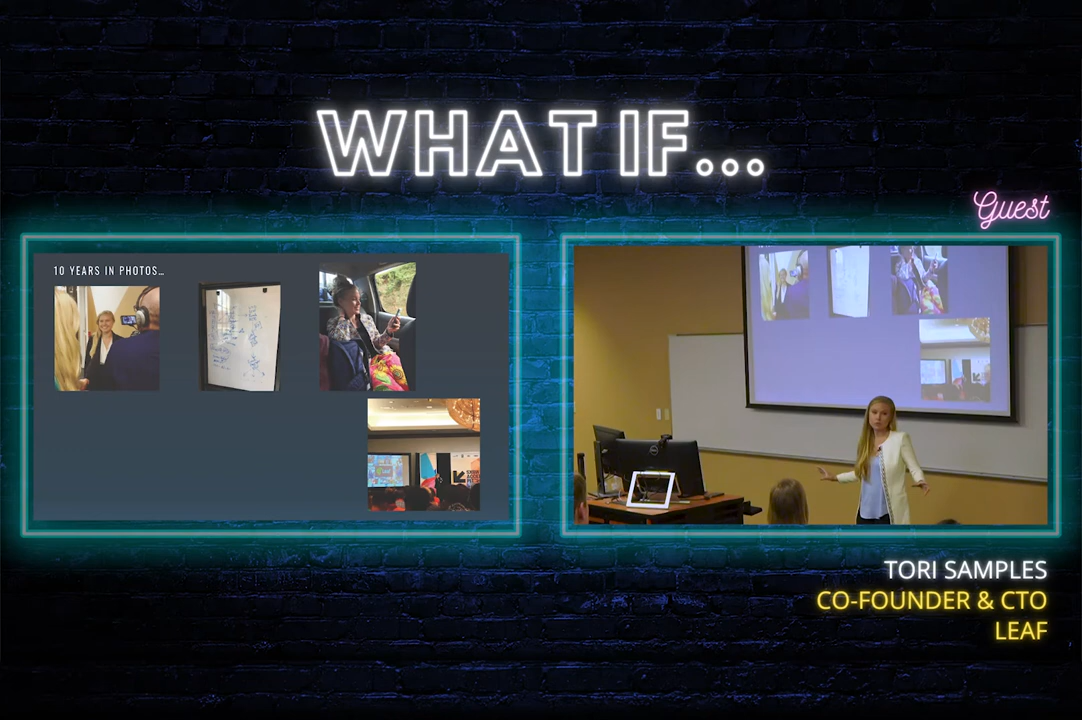 WHAT IF...
Guest
10 YEARS IN PHOTOS...
TORI SAMPLES
CO-FOUNDER & CTO
LEAF